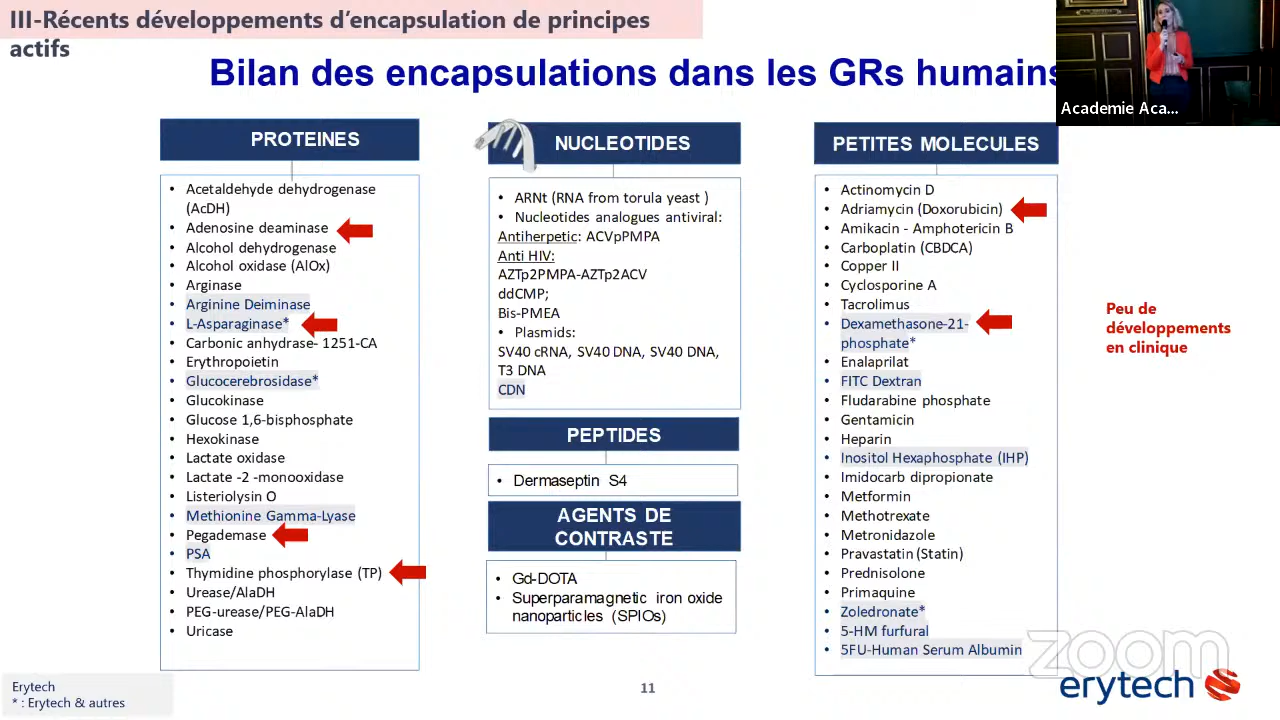 III-Récents développements d'encapsulation de principes
actifs
Bilan des encapsulations dans les GRs humains
Academie Aca...
PROTEINES
Acetaldehyde dehydrogenase
(AcDH)
Adenosine deaminase
Alcohol dehydrogenase
Alcohol oxidase (AlOx)
Arginase
Arginine Deiminase
L-Asparaginase*
Carbonic anhydrase- 1251-CA
Erythropoietin
Glucocerebrosidase*
Glucokinase
Glucose 1,6-bisphosphate
Hexokinase
Lactate oxidase
Lactate -2 -monooxidase
Listeriolysin O
Methionine Gamma-Lyase
Pegademase
PSA
Thymidine phosphorylase (TP)
Urease/AlaDH
PEG-urease/PEG-AlaDH
Uricase
NUCLEOTIDES
ARNt (RNA from torula yeast )
Nucleotides analogues antiviral:
Antiherpetic: ACVpPMPA
Anti HIV:
AZTp2PMPA-AZTp2ACV
ddCMP;
Bis-PMEA
Plasmids:
SV40 cRNA, SV40 DNA, SV40 DNA,
T3 DNA
CDN
PEPTIDES
Dermaseptin S4
AGENTS DE
CONTRASTE
Gd-DOTA
Superparamagnetic iron oxide
nanoparticles (SPIOs)
PETITES MOLECULES
Actinomycin D
Adriamycin (Doxorubicin)
Amikacin - Amphotericin B
Carboplatin (CBDCA)
Copper II
Cyclosporine A
Tacrolimus
Dexamethasone-21-
phosphate*
Enalaprilat
FITC Dextran
Fludarabine phosphate
Gentamicin
Heparin
Inositol Hexaphosphate (IHP)
Imidocarb dipropionate
Metformin
Methotrexate
Metronidazole
Pravastatin (Statin)
Prednisolone
Primaquine
Zoledronate*
5-HM furfural
5FU-Human Serum Albumin
Peu de
développements
en clinique
Erytech
* : Erytech & autres
11
zoom
erytech